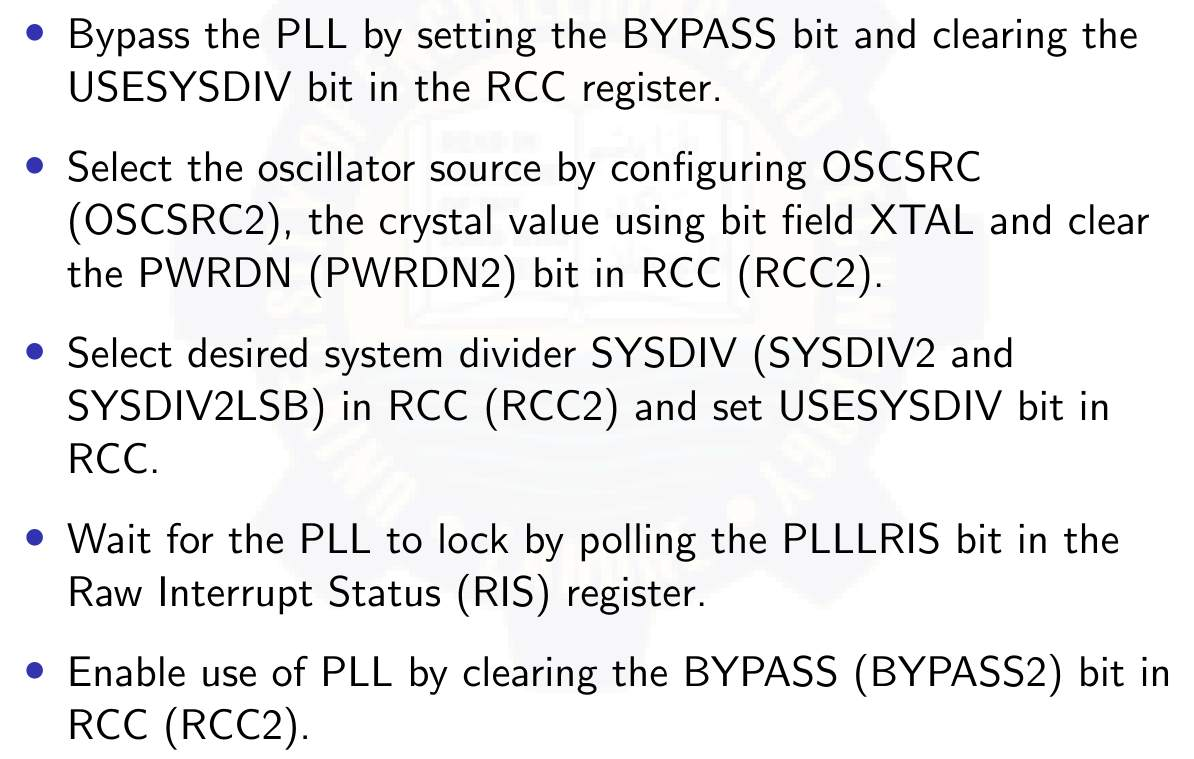 • Bypass the PLL by setting the BYPASS bit and clearing the
USESYSDIV bit in the RCC register.
• Select the oscillator source by configuring OSCSRC
(OSCSRC2), the crystal value using bit field XTAL and clear
the PWRDN (PWRDN2) bit in RCC (RCC2).
• Select desired system divider SYSDIV (SYSDIV2 and
SYSDIV2LSB) in RCC (RCC2) and set USESYSDIV bit in
RCC.
• Wait for the PLL to lock by polling the PLLLRIS bit in the
Raw Interrupt Status (RIS) register.
• Enable use of PLL by clearing the BYPASS (BYPASS2) bit in
RCC (RCC2).